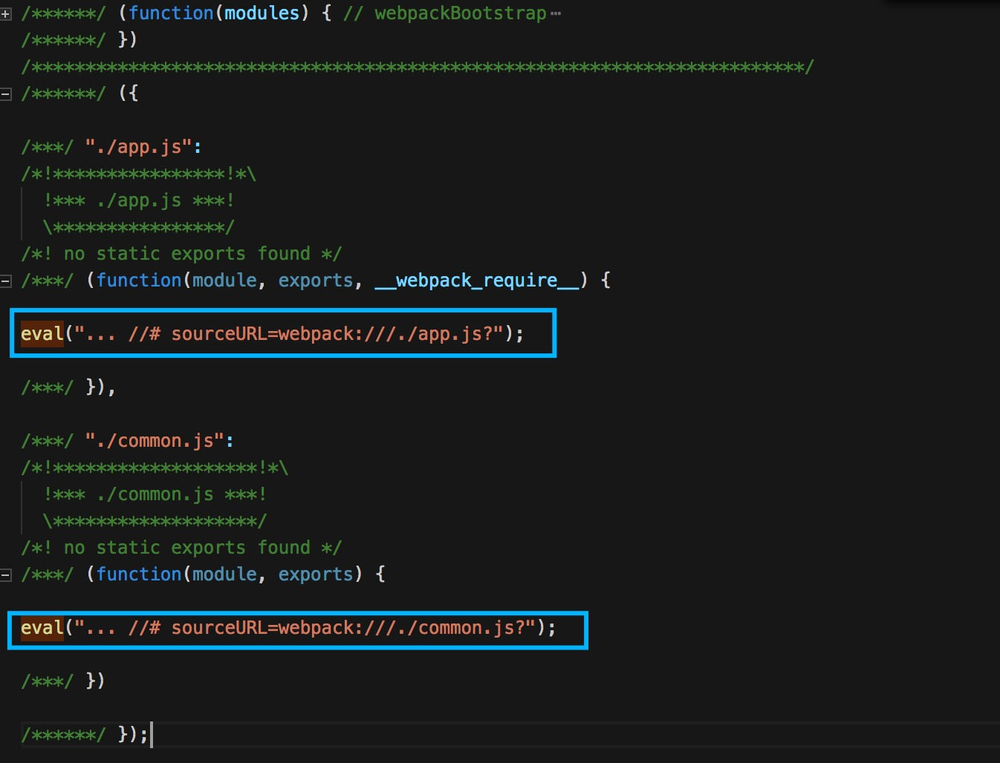 /******/ (function(modules) { // webpackBootstrap…
/******/ })
/************************************************************************/
/******/ ({
/***/ "./app.js":
/*!****************!*\
!*** ./app.js ***!
\****************/
/*! no static exports found */
/***/ (function(module, exports, __webpack_require__) {
eval("... //# sourceURL=webpack:///./app.js?");
/***/ }),
/***/ "./common.js":
/*!*******************!*\
!*** ./common.js ***!
\*******************/
/*! no static exports found */
/***/ (function(module, exports) {
eval("... //# sourceURL=webpack:///./common.js?");
/***/ })
/******/ });